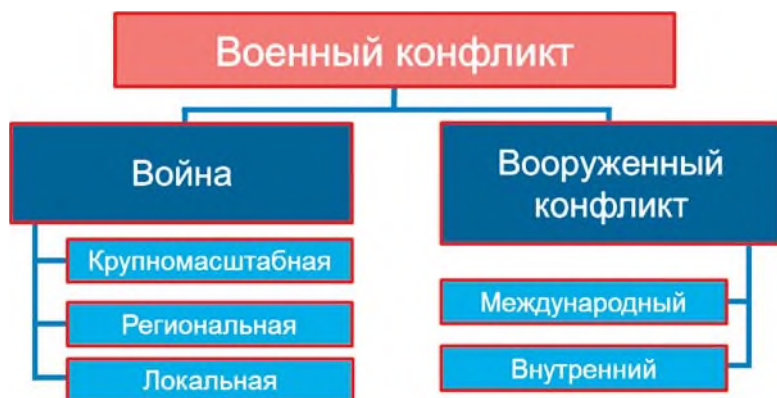 Военный конфликт
Война
Крупномасштабная
Региональная
Локальная
Вооруженный
конфликт
Международный
Внутренний